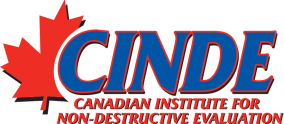 CINDE
CANADIAN INSTITUTE FOR
NON-DESTRUCTIVE EVALUATION